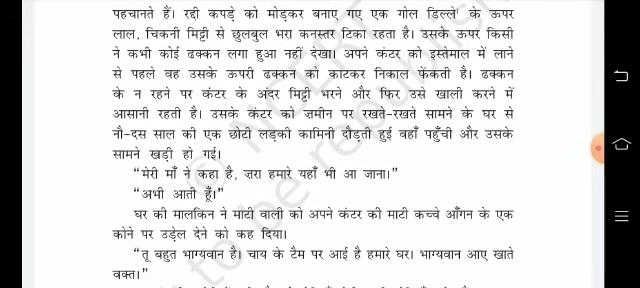 पहचानते हैं। रद्दी कपड़े को मोड़कर बनाए गए एक गोल डिल्ले' के ऊपर
लाल, चिकनी मिट्टी से छुलबुल भरा कनस्तर टिका रहता है। उसके ऊपर किसी
ने कभी कोई ढक्कन लगा हुआ नहीं देखा। अपने कंटर को इस्तेमाल में लाने
से पहले वह उसके ऊपरी ढक्कन को काटकर निकाल फेंकती है। ढक्कन
के न रहने पर कंटर के अंदर मिट्टी भरने और फिर उसे खाली करने में
आसानी रहती है। उसके कंटर को ज़मीन पर रखते-रखते सामने के घर से
नौ-दस साल की एक छोटी लड़की कामिनी दौड़ती हुई वहाँ पहुँची और उसके
सामने खड़ी हो गई।
“मेरी माँ ने कहा है, ज़रा हमारे यहाँ भी आ जाना।”
“अभी आती हूँ।”
घर की मालकिन ने माटी वाली को अपने कंटर की माटी कच्चे आँगन के एक
कोने पर उड़ेल देने को कह दिया।
“तू बहुत भाग्यवान है। चाय के टैम पर आई है हमारे घर। भाग्यवान आए खाते
वक्त।”
© NCERT
to be republish